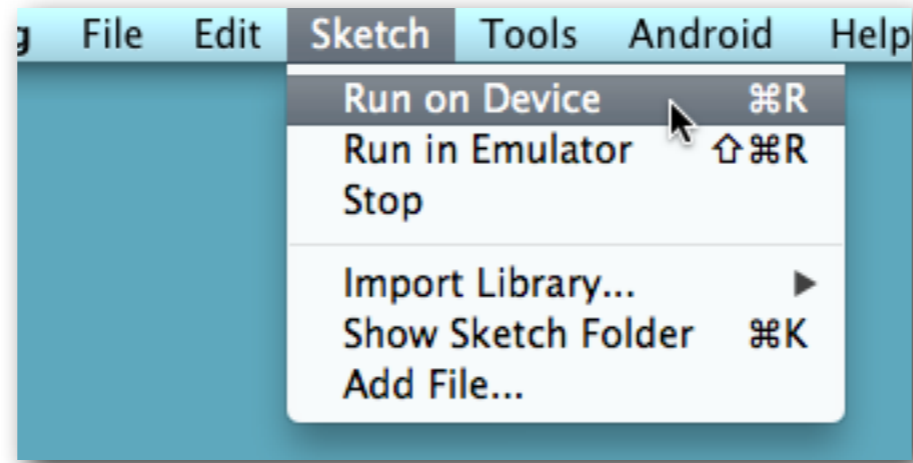 g File Edit Sketch Tools Android Help
Run on Device ⌘R
Run in Emulator ⇧⌘R
Stop
Import Library... ▶
Show Sketch Folder ⌘K
Add File...